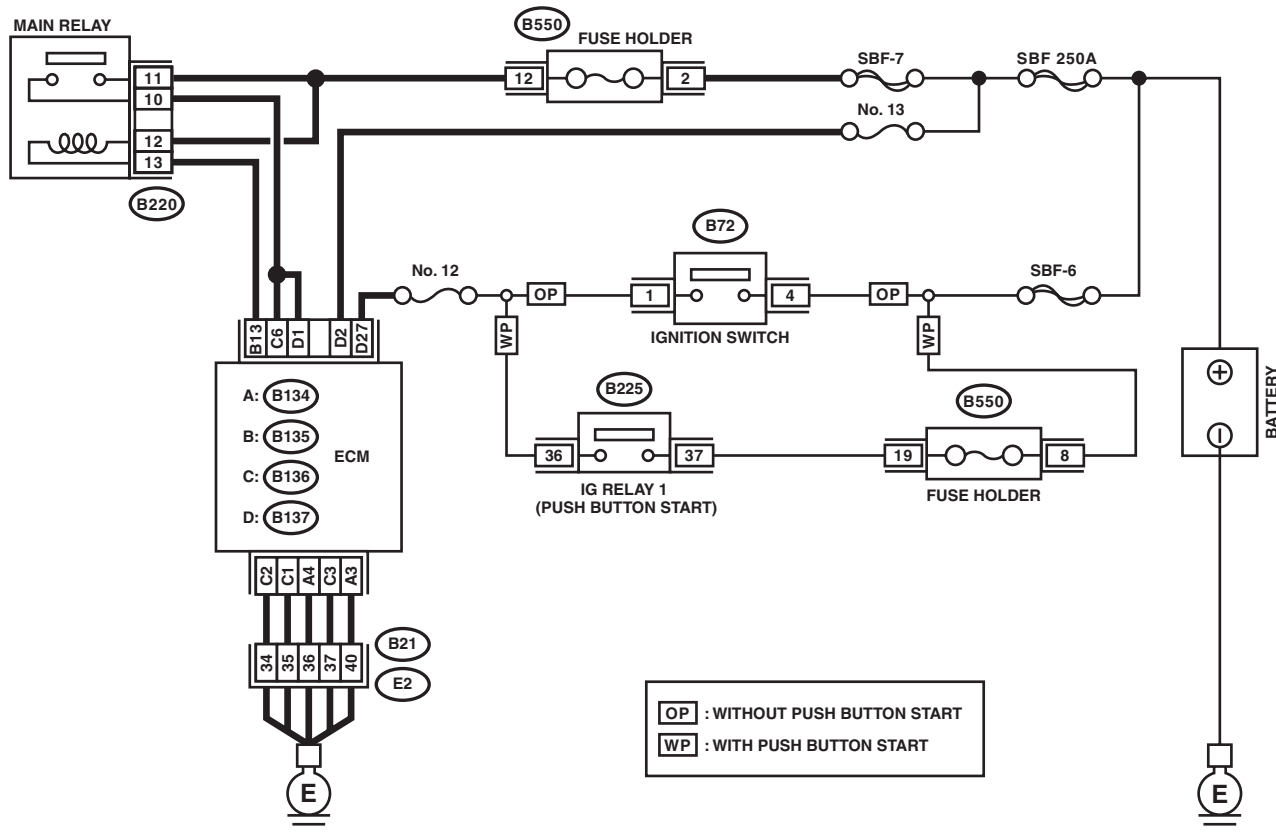 MAIN RELAY
11
10
12
13
B220
B550
FUSE HOLDER
12
2
SBF-7
SBF 250A
No. 13
B72
No. 12
OP
1
4
OP
SBF-6
IGNITION SWITCH
WP
WP
B13
C6
D1
D2
D27
A: B134
B: B135
C: B136
D: B137
ECM
B225
36
37
IG RELAY 1
(PUSH BUTTON START)
B550
19
8
FUSE HOLDER
+
BATTERY
C2
C1
A4
C3
A3
34
35
36
37
40
B21
E2
OP : WITHOUT PUSH BUTTON START
WP : WITH PUSH BUTTON START
E
E